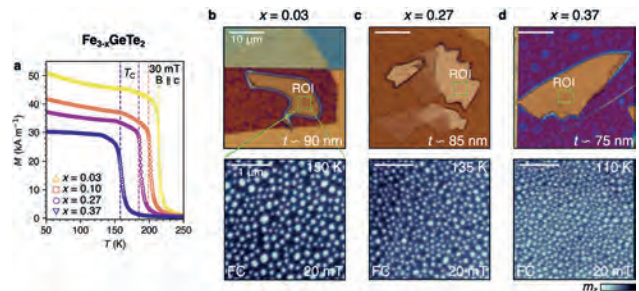 b x = 0.03 c x = 0.27 d x = 0.37
Fe3-xGeTe2
a
TC
30 mT
B ∥ c
50
40
30
20
10
0
M (kA m-1)
x = 0.03
x = 0.10
x = 0.27
x = 0.37
50 100 150 200 250
T (K)
10 μm
ROI ROI ROI
t ~ 90 nm t ~ 85 nm t ~ 75 nm
1 μm
150 K 135 K 110 K
FC 20 mT FC 20 mT FC 20 mT
mz